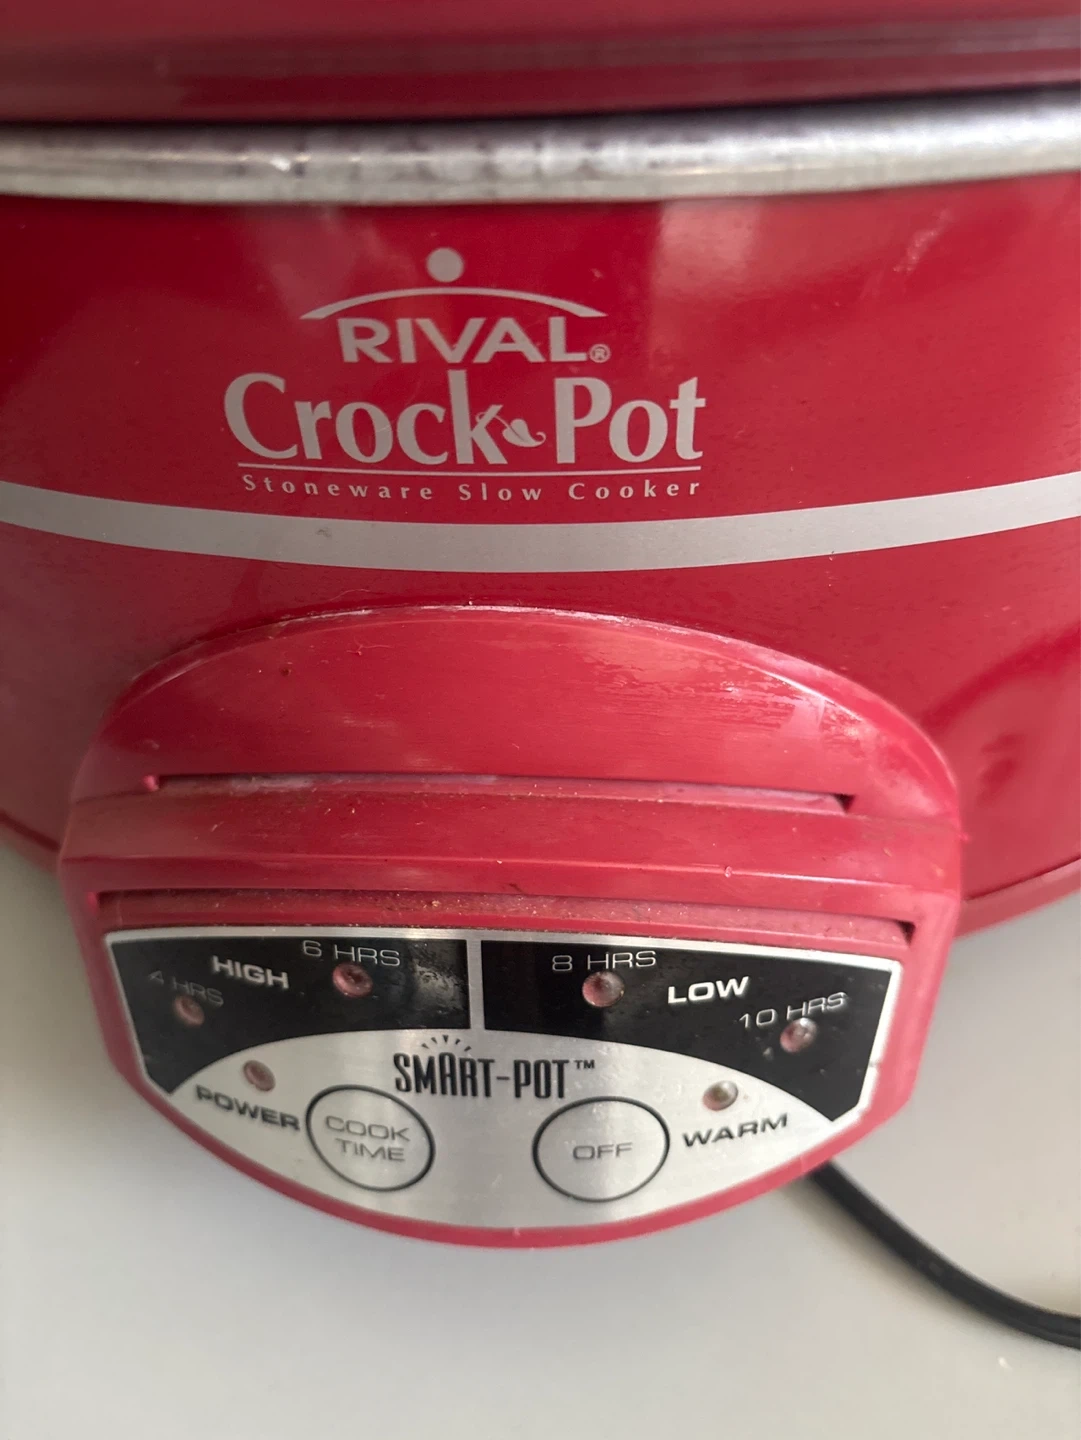 RIVAL®
Crock Pot
Stoneware Slow Cooker
4 HRS
HIGH
6 HRS
8 HRS
LOW
10 HRS
SMART-POT™
POWER
COOK
TIME
OFF
WARM